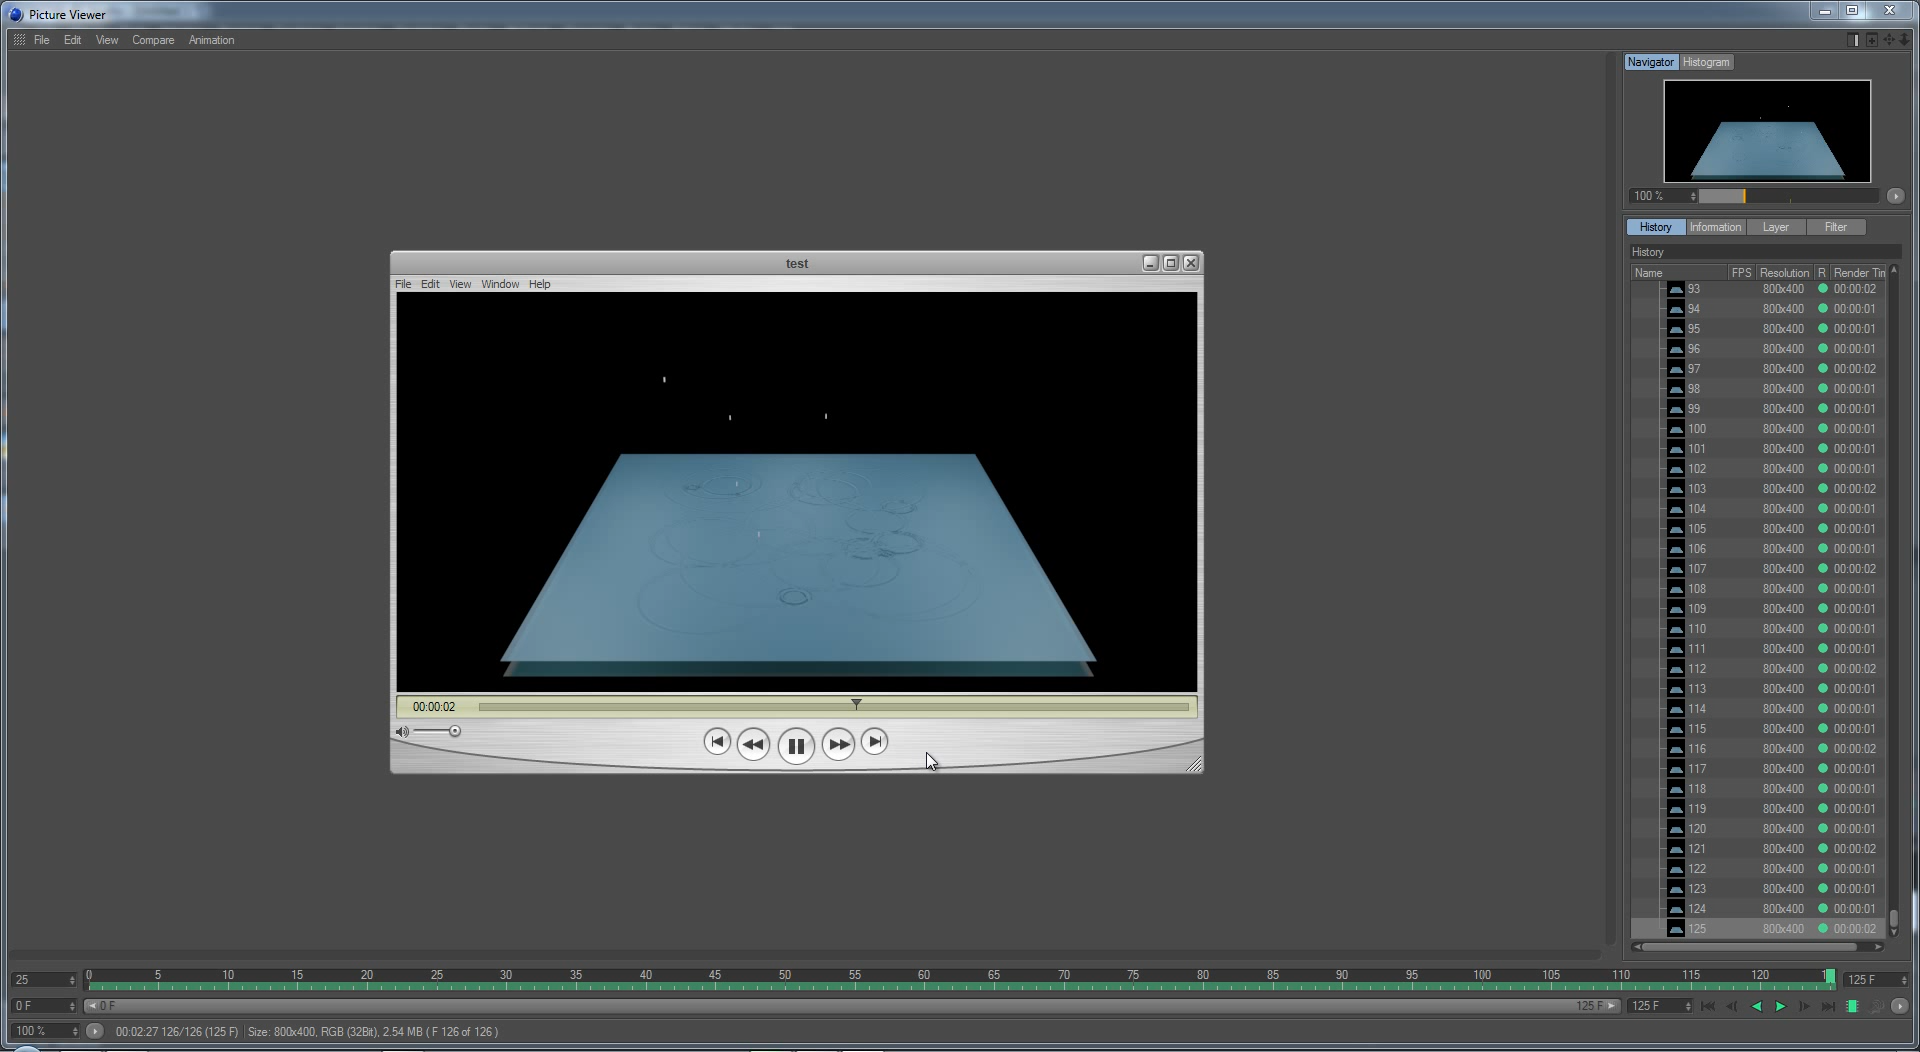 Picture Viewer
File Edit View Compare Animation
Navigator Histogram
100 %
History Information Layer Filter
History
Name FPS Resolution R Render Tin
93 800x400 00:00:02
94 800x400 00:00:01
95 800x400 00:00:01
96 800x400 00:00:01
97 800x400 00:00:02
98 800x400 00:00:01
99 800x400 00:00:01
100 800x400 00:00:01
101 800x400 00:00:01
102 800x400 00:00:01
103 800x400 00:00:02
104 800x400 00:00:01
105 800x400 00:00:01
106 800x400 00:00:01
107 800x400 00:00:02
108 800x400 00:00:01
109 800x400 00:00:01
110 800x400 00:00:01
111 800x400 00:00:01
112 800x400 00:00:02
113 800x400 00:00:01
114 800x400 00:00:01
115 800x400 00:00:01
116 800x400 00:00:02
117 800x400 00:00:01
118 800x400 00:00:01
119 800x400 00:00:01
120 800x400 00:00:01
121 800x400 00:00:02
122 800x400 00:00:01
123 800x400 00:00:01
124 800x400 00:00:01
125 800x400 00:00:02
test
File Edit View Window Help
00:00:02
25 0 5 10 15 20 25 30 35 40 45 50 55 60 65 70 75 80 85 90 95 100 105 110 115 120 125 F
0 F 0 F 125 F 125 F
100 % 00:02:27 126/126 (125 F) Size: 800x400, RGB (32Bit), 2.54 MB ( F 126 of 126 )